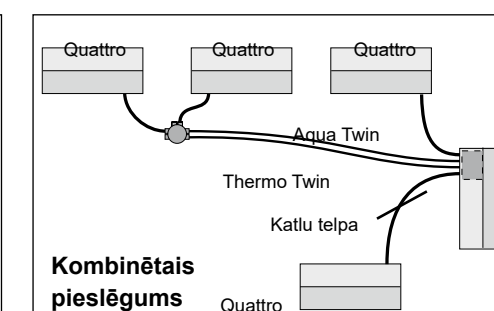 Quattro
Quattro
Quattro
Aqua Twin
Thermo Twin
Katlu telpa
Kombinētais
pieslēgums
Quattro